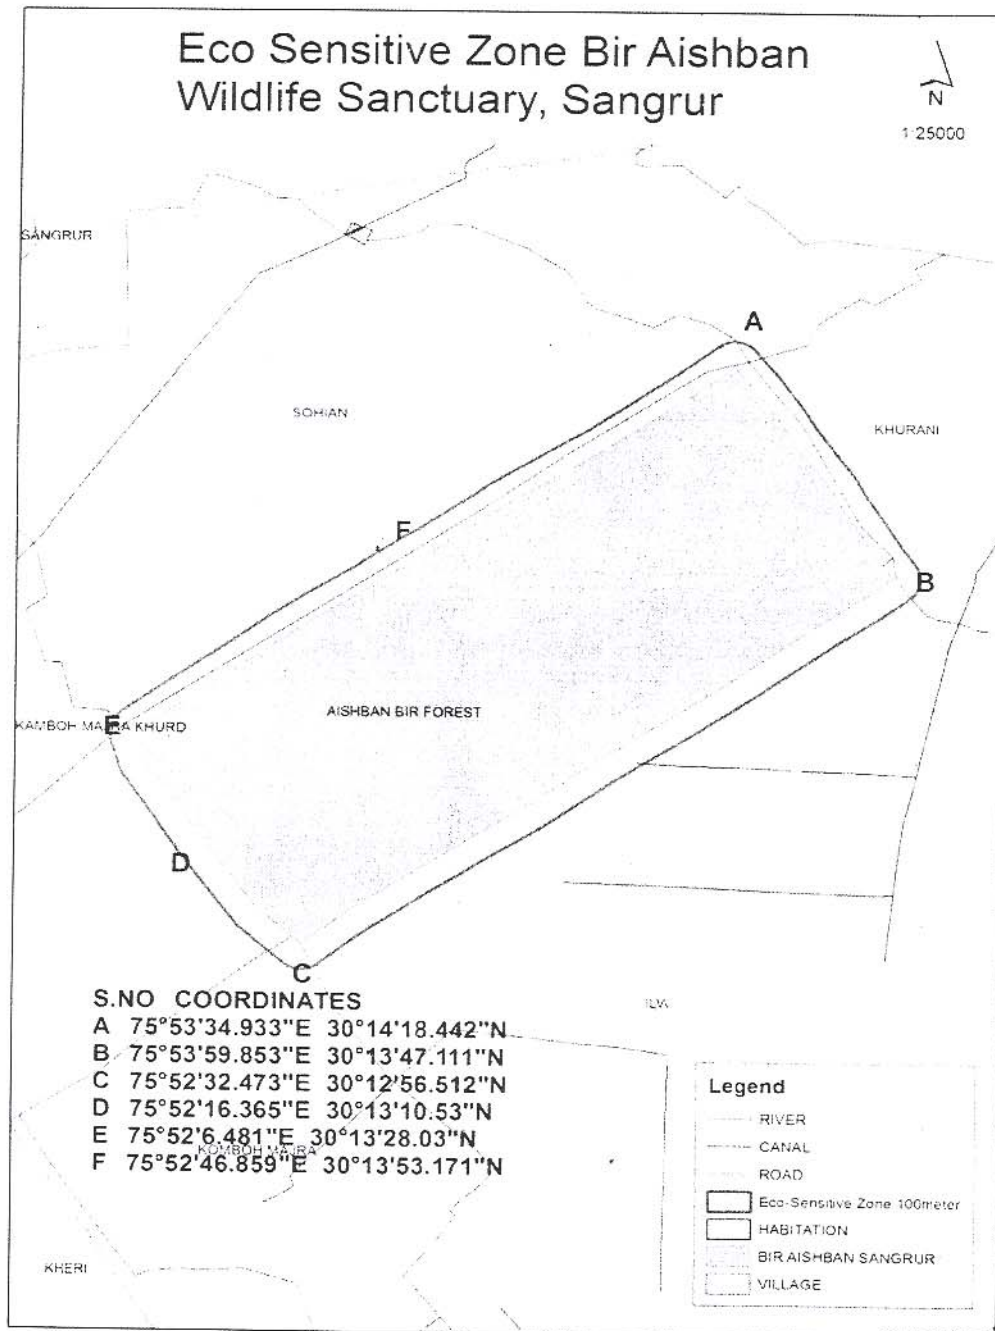 Eco Sensitive Zone Bir Aishban
Wildlife Sanctuary, Sangrur
N
1:25000
SANGRUR
A
SOHIAN
KHURANI
F
B
AISHBAN BIR FOREST
E
KAMBOH MAJRA KHURD
D
C
S.NO COORDINATES
A 75°53'34.933"E 30°14'18.442"N
B 75°53'59.853"E 30°13'47.111"N
C 75°52'32.473"E 30°12'56.512"N
D 75°52'16.365"E 30°13'10.53"N
E 75°52'6.481"E 30°13'28.03"N
F 75°52'46.859"E 30°13'53.171"N
KOMBOH MAJRA
KHERI
Legend
RIVER
CANAL
ROAD
Eco-Sensitive Zone 100meter
HABITATION
BIR AISHBAN SANGRUR
VILLAGE